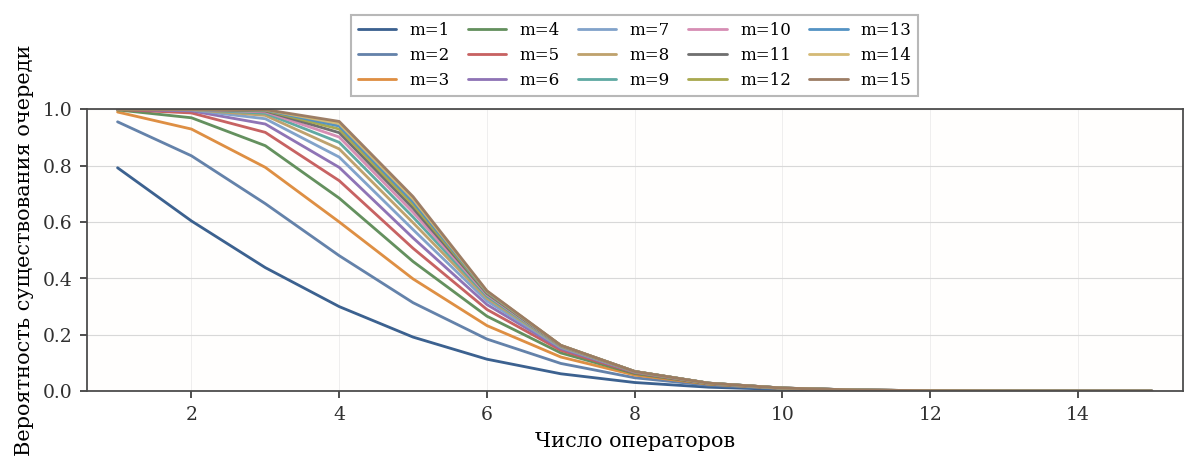 m=1 m=4 m=7 m=10 m=13
m=2 m=5 m=8 m=11 m=14
m=3 m=6 m=9 m=12 m=15
Вероятность существования очереди
1.0
0.8
0.6
0.4
0.2
0.0
2 4 6 8 10 12 14
Число операторов